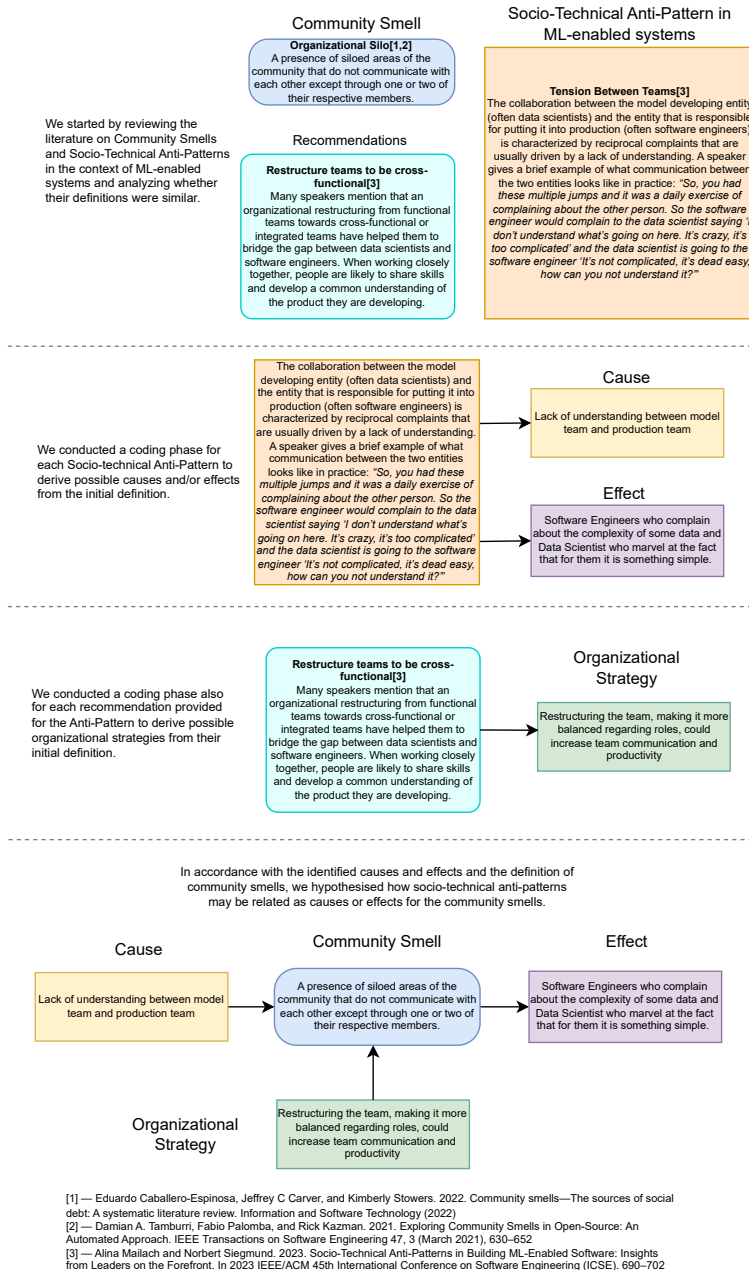 Community Smell
Socio-Technical Anti-Pattern in
ML-enabled systems
Organizational Silo[1,2]
A presence of siloed areas of the
community that do not communicate with
each other except through one or two of
their respective members.
We started by reviewing the
literature on Community Smells
and Socio-Technical Anti-Patterns
in the context of ML-enabled
systems and analyzing whether
their definitions were similar.
Recommendations
Restructure teams to be cross-
functional[3]
Many speakers mention that an
organizational restructuring from functional
teams towards cross-functional or
integrated teams have helped them to
bridge the gap between data scientists and
software engineers. When working closely
together, people are likely to share skills
and develop a common understanding of
the product they are developing.
Tension Between Teams[3]
The collaboration between the model developing entity
(often data scientists) and the entity that is responsible
for putting it into production (often software engineers)
is characterized by reciprocal complaints that are
usually driven by a lack of understanding. A speaker
gives a brief example of what communication between
the two entities looks like in practice: “So, you had
these multiple jumps and it was a daily exercise of
complaining about the other person. So the software
engineer would complain to the data scientist saying ‘I
don’t understand what’s going on here. It’s crazy, it’s
too complicated’ and the data scientist is going to the
software engineer ‘It’s not complicated, it’s dead easy,
how can you not understand it?’”
We conducted a coding phase for
each Socio-technical Anti-Pattern to
derive possible causes and/or effects
from the initial definition.
The collaboration between the model
developing entity (often data scientists) and
the entity that is responsible for putting it into
production (often software engineers) is
characterized by reciprocal complaints that
are usually driven by a lack of understanding.
A speaker gives a brief example of what
communication between the two entities
looks like in practice: “So, you had these
multiple jumps and it was a daily exercise of
complaining about the other person. So the
software engineer would complain to the data
scientist saying ‘I don’t understand what’s
going on here. It’s crazy, it’s too complicated’
and the data scientist is going to the software
engineer ‘It’s not complicated, it’s dead easy,
how can you not understand it?’”
Cause
Lack of understanding between model
team and production team
Effect
Software Engineers who complain
about the complexity of some data and
Data Scientist who marvel at the fact
that for them it is something simple.
We conducted a coding phase also
for each recommendation provided
for the Anti-Pattern to derive possible
organizational strategies from their
initial definition.
Restructure teams to be cross-
functional[3]
Many speakers mention that an
organizational restructuring from functional
teams towards cross-functional or
integrated teams have helped them to
bridge the gap between data scientists and
software engineers. When working closely
together, people are likely to share skills
and develop a common understanding of
the product they are developing.
Organizational
Strategy
Restructuring the team, making it more
balanced regarding roles, could
increase team communication and
productivity
In accordance with the identified causes and effects and the definition of
community smells, we hypothesised how socio-technical anti-patterns
may be related as causes or effects for the community smells.
Cause
Community Smell
Effect
Lack of understanding between model
team and production team
A presence of siloed areas of the
community that do not communicate with
each other except through one or two of
their respective members.
Software Engineers who complain
about the complexity of some data and
Data Scientist who marvel at the fact
that for them it is something simple.
Organizational
Strategy
Restructuring the team, making it more
balanced regarding roles, could
increase team communication and
productivity
[1] — Eduardo Caballero-Espinosa, Jeffrey C Carver, and Kimberly Stowers. 2022. Community smells—The sources of social
debt: A systematic literature review. Information and Software Technology (2022)
[2] — Damian A. Tamburri, Fabio Palomba, and Rick Kazman. 2021. Exploring Community Smells in Open-Source: An
Automated Approach. IEEE Transactions on Software Engineering 47, 3 (March 2021), 630–652
[3] — Alina Mailach and Norbert Siegmund. 2023. Socio-Technical Anti-Patterns in Building ML-Enabled Software: Insights
from Leaders on the Forefront. In 2023 IEEE/ACM 45th International Conference on Software Engineering (ICSE). 690–702